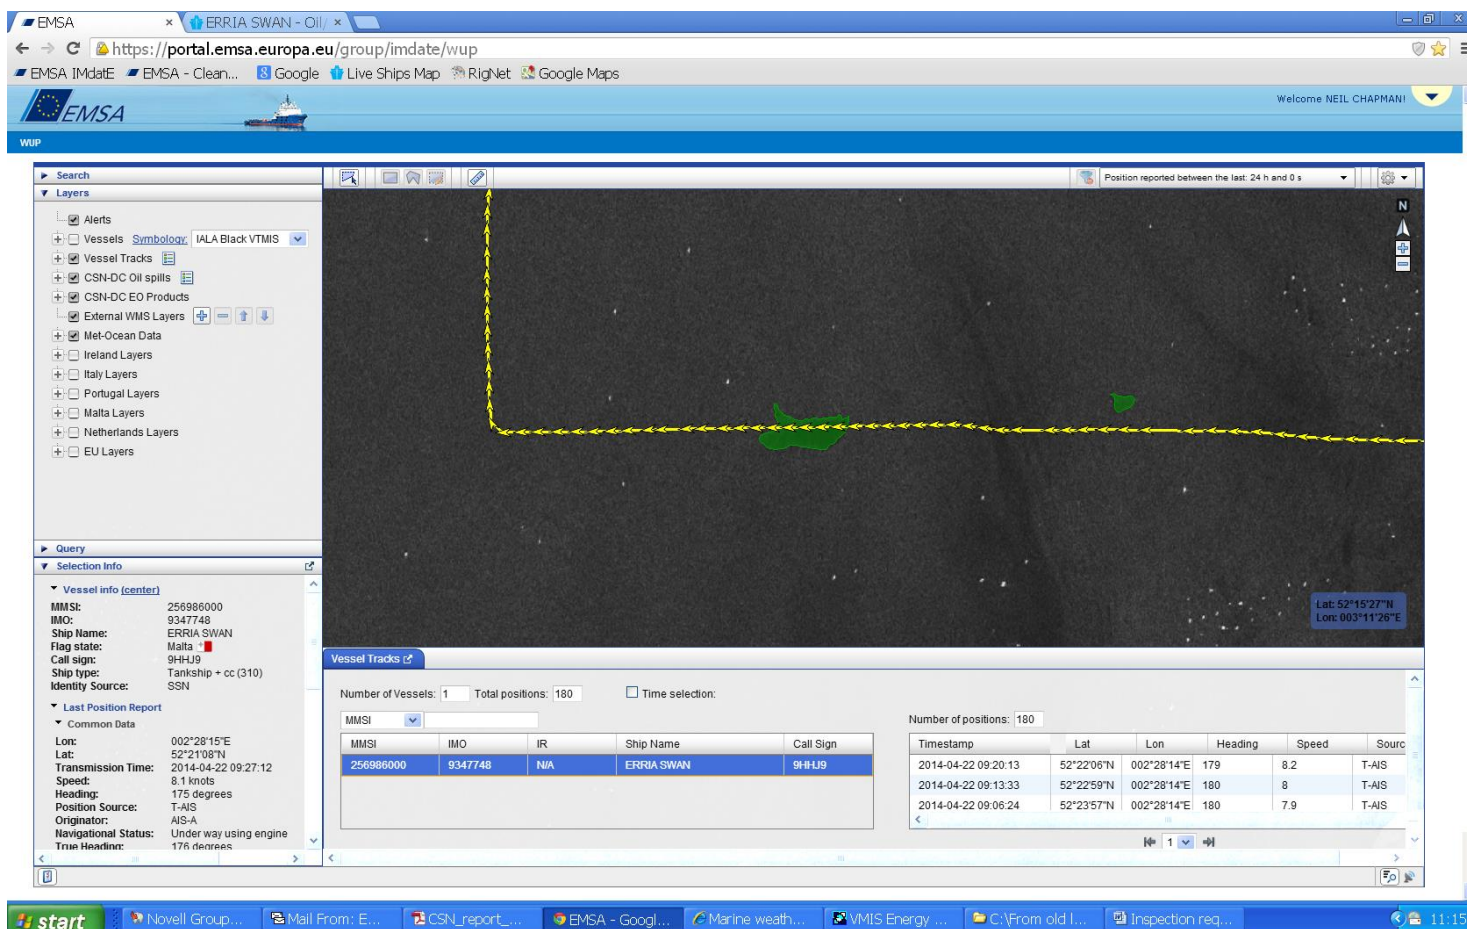 EMSA
ERRIA SWAN - Oil/
https://portal.emsa.europa.eu/group/imdate/wup
EMSA IMdatE EMSA - Clean... Google Live Ships Map RigNet Google Maps
EMSA
Welcome NEIL CHAPMAN!
WUP
Search
Layers
Alerts
Vessels Symbology: IALA Black VTMIS
Vessel Tracks
CSN-DC Oil spills
CSN-DC EO Products
External WMS Layers
Met-Ocean Data
Ireland Layers
Italy Layers
Portugal Layers
Malta Layers
Netherlands Layers
EU Layers
Query
Selection Info
Vessel info (center)
MMSI: 256986000
IMO: 9347748
Ship Name: ERRIA SWAN
Flag state: Malta
Call sign: 9HHJ9
Ship type: Tankship + cc (310)
Identity Source: SSN
Last Position Report
Common Data
Lon: 002°28'15"E
Lat: 52°21'08"N
Transmission Time: 2014-04-22 09:27:12
Speed: 8.1 knots
Heading: 175 degrees
Position Source: T-AIS
Originator: AIS-A
Navigational Status: Under way using engine
True Heading: 176 degrees
Position reported between the last: 24 h and 0 s
N
Lat: 52°15'27"N
Lon: 003°11'26"E
Vessel Tracks
Number of Vessels: 1 Total positions: 180 Time selection:
MMSI
MMSI IMO IR Ship Name Call Sign
256986000 9347748 N/A ERRIA SWAN 9HHJ9
Number of positions: 180
Timestamp Lat Lon Heading Speed Sourc
2014-04-22 09:20:13 52°22'06"N 002°28'14"E 179 8.2 T-AIS
2014-04-22 09:13:33 52°22'59"N 002°28'14"E 180 8 T-AIS
2014-04-22 09:06:24 52°23'57"N 002°28'14"E 180 7.9 T-AIS
1
start Novell Group... Mail From: E... CSN_report_... EMSA - Googl... Marine weath... VMIS Energy ... C:\From old l... Inspection req... 11:15